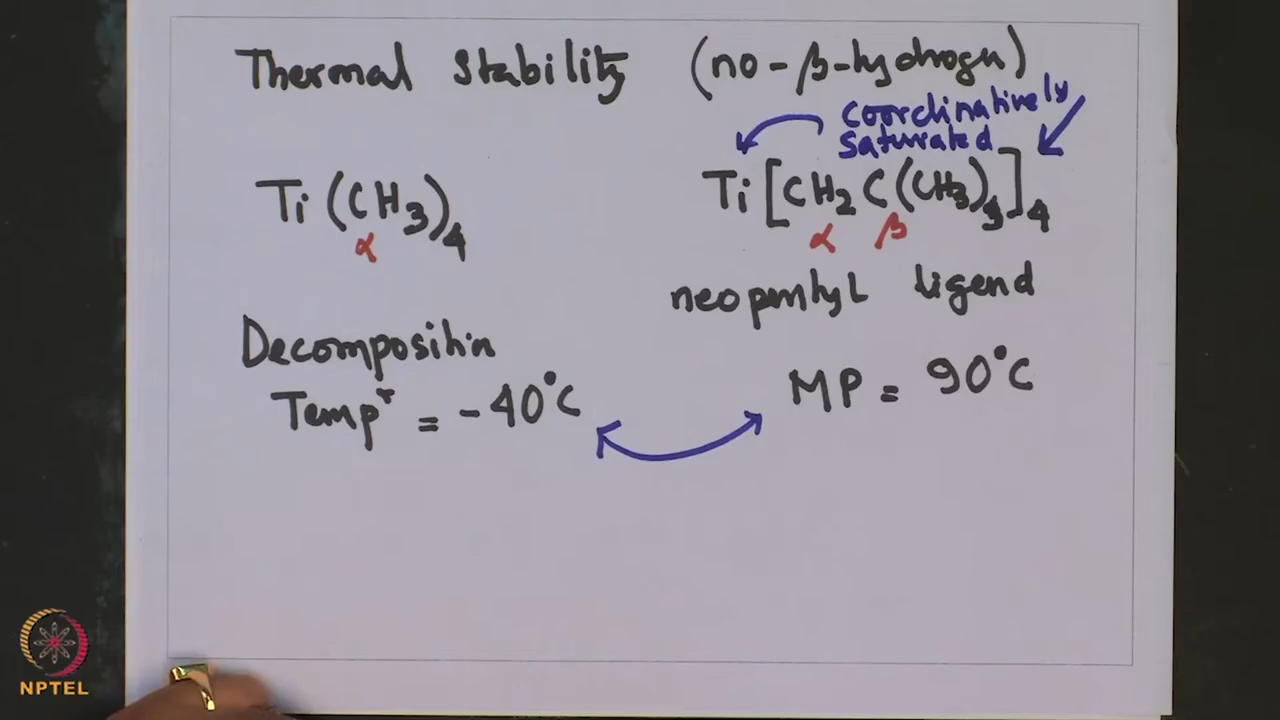 Thermal Stability (no-β-hydrogen)
Coordinatively
Saturated
Ti(CH3)4
Ti[CH2C(CH3)3]4
α
α β
neopentyl ligend
Decomposition
Tempr = -40°C
MP = 90°C
NPTEL